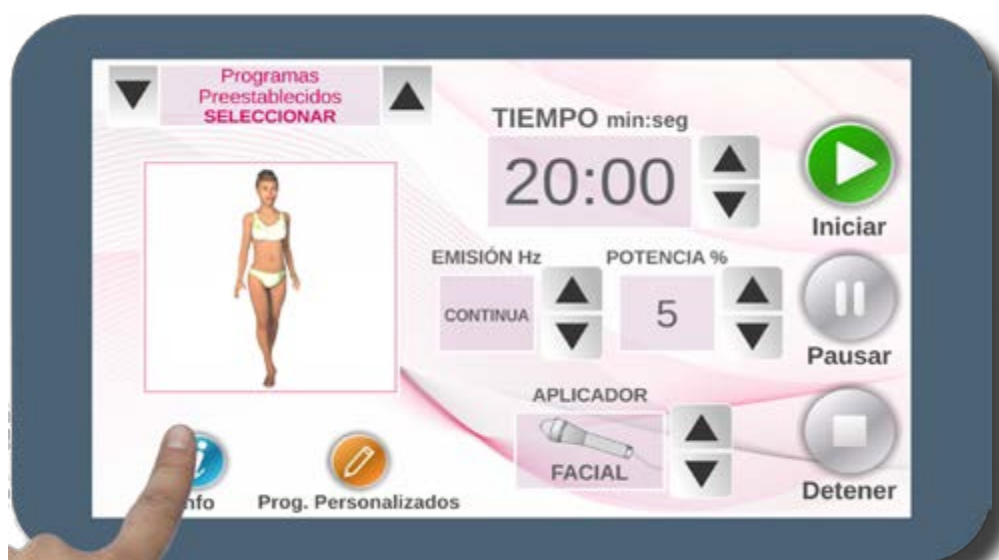 Programas
Preestablecidos
SELECCIONAR
TIEMPO min:seg
20:00
Iniciar
EMISIÓN Hz
POTENCIA %
CONTINUA
5
Pausar
APLICADOR
FACIAL
Detener
nfo
Prog. Personalizados